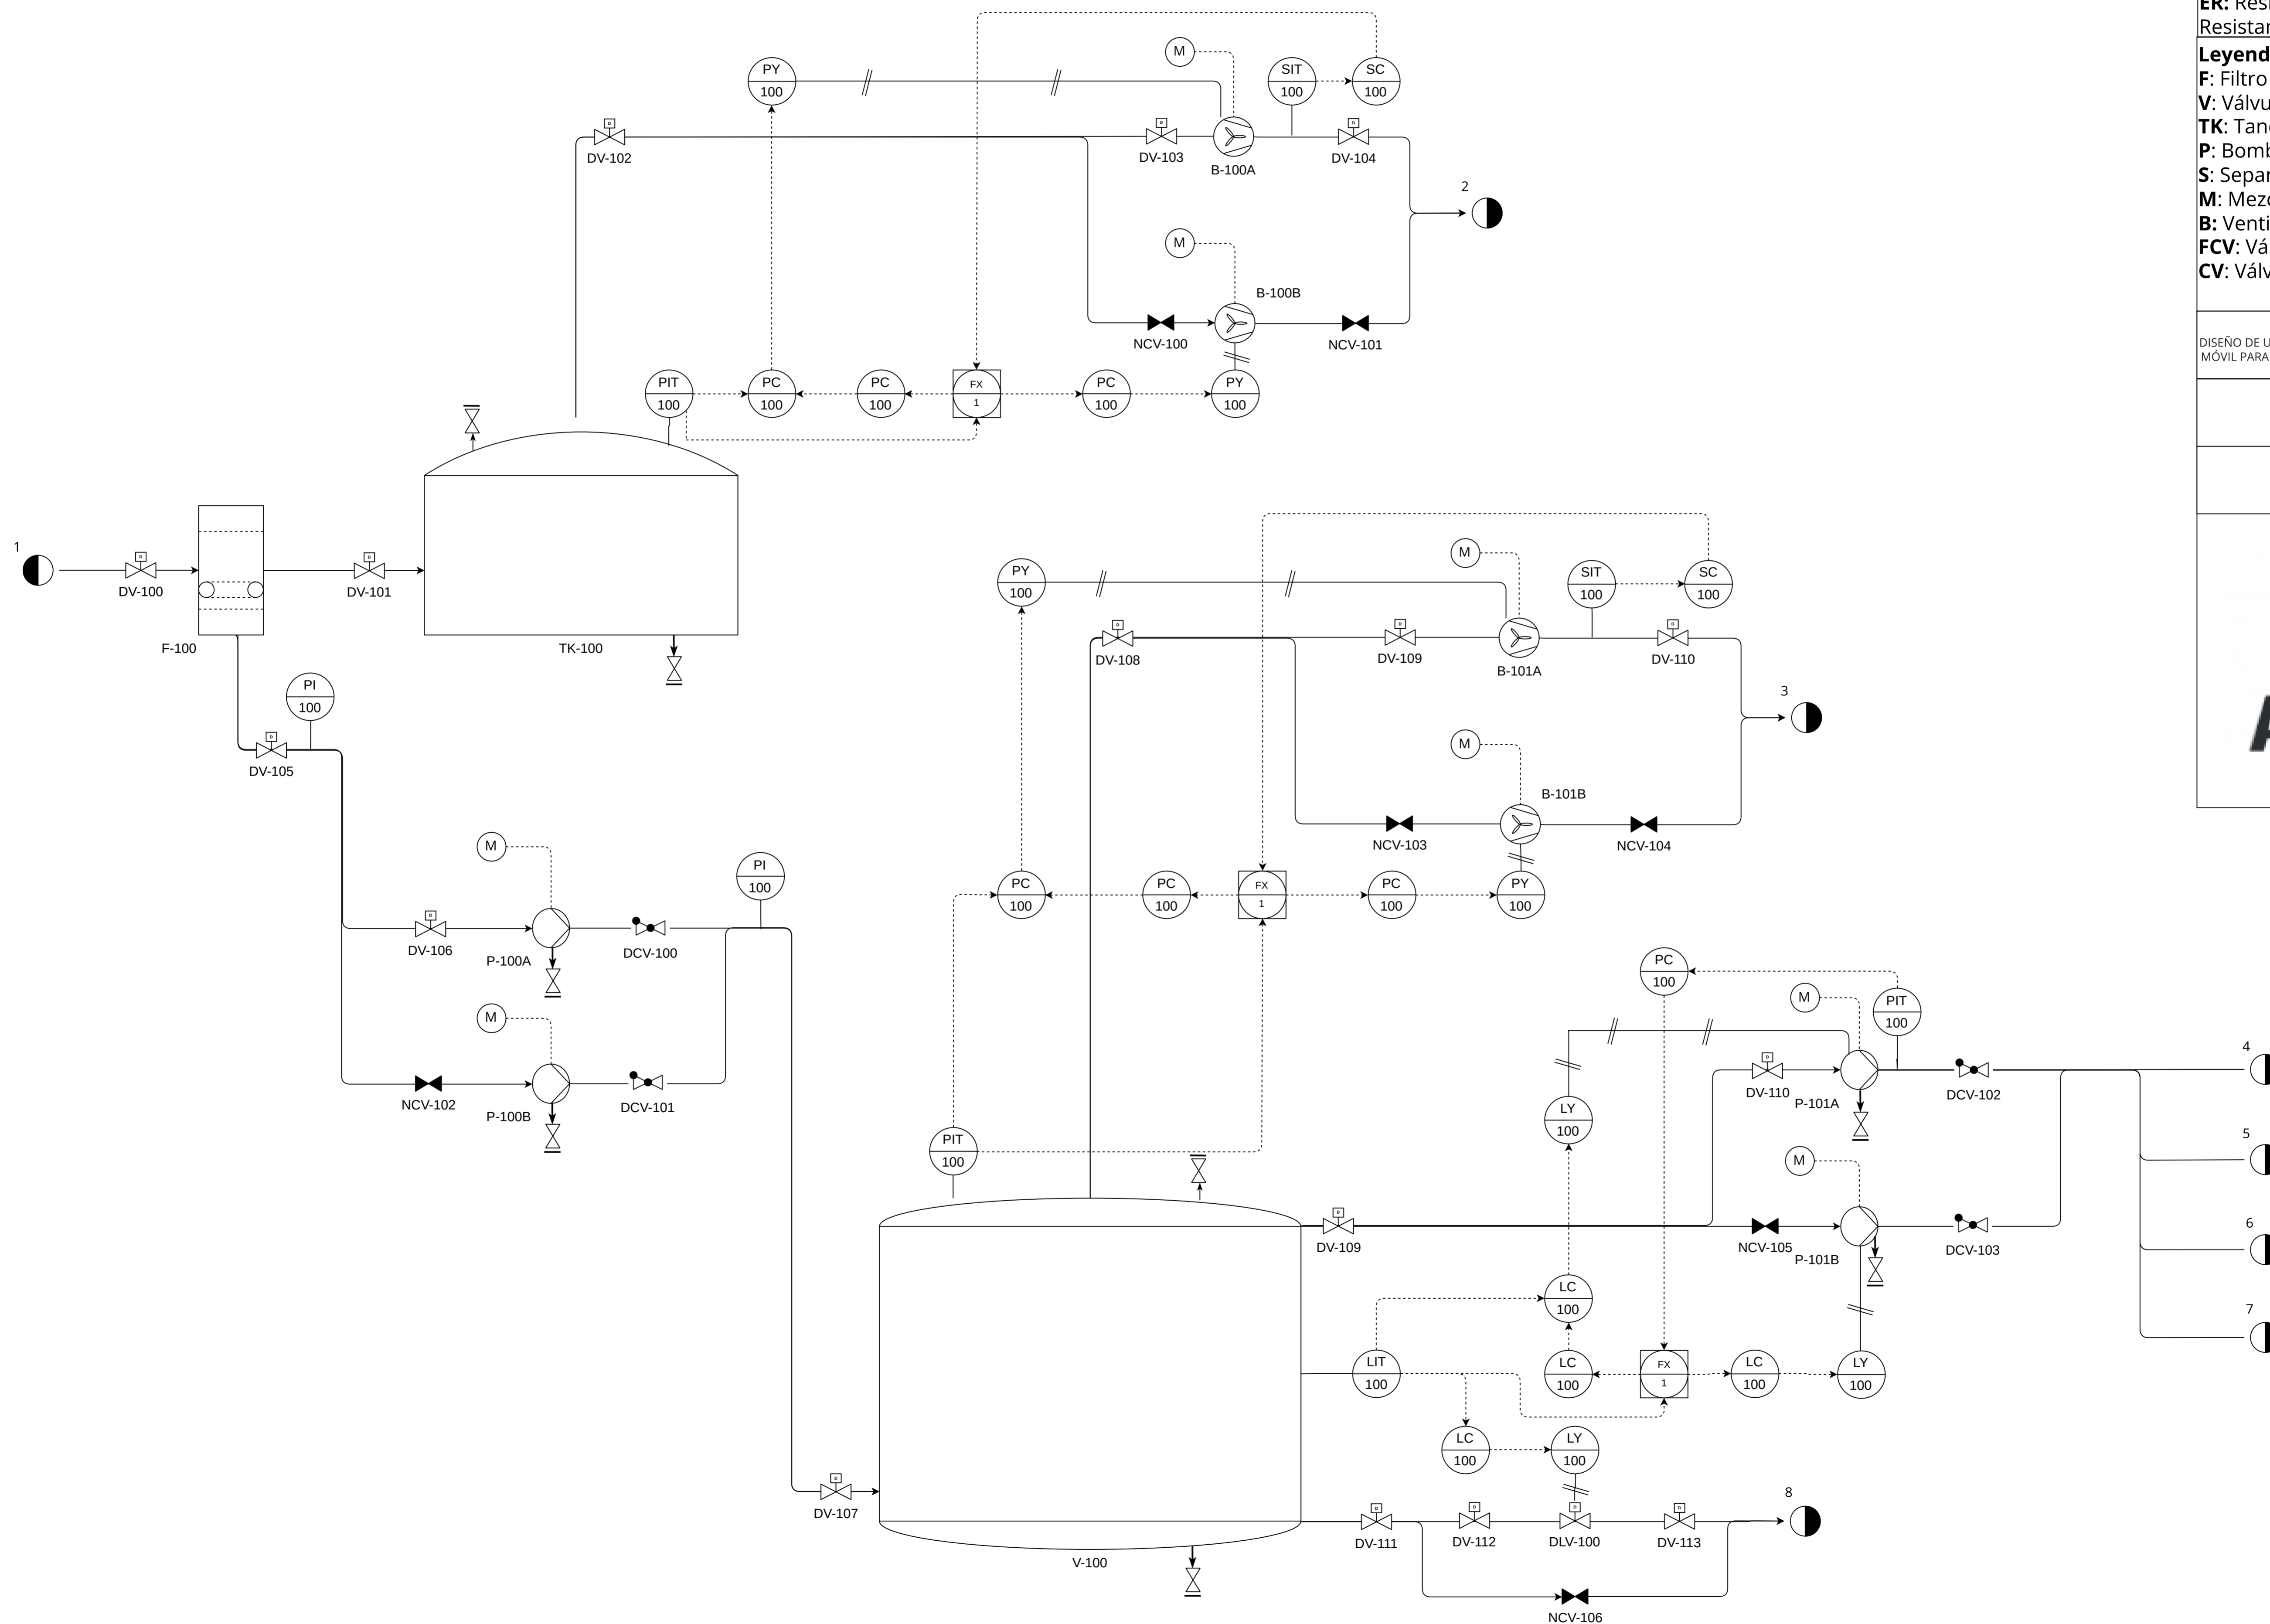 ER: Resi
Resistan
Leyend
F: Filtro
V: Válvu
TK: Tan
P: Bomb
S: Separ
M: Mezc
B: Venti
FCV: Vá
CV: Válv
DISEÑO DE U
MÓVIL PARA
M
PY
100
SIT
100
SC
100
DV-102
DV-103
B-100A
DV-104
2
M
B-100B
NCV-100
NCV-101
PIT
100
PC
100
PC
100
FX
1
PC
100
PY
100
1
DV-100
DV-101
F-100
TK-100
M
PY
100
SIT
100
SC
100
DV-108
DV-109
B-101A
DV-110
3
PI
100
DV-105
M
B-101B
NCV-103
NCV-104
M
PI
100
PC
100
PC
100
FX
1
PC
100
PY
100
DV-106
P-100A
DCV-100
M
NCV-102
P-100B
DCV-101
PC
100
M
PIT
100
4
DV-110
P-101A
DCV-102
LY
100
PIT
100
5
M
DV-109
NCV-105
P-101B
DCV-103
6
LC
100
7
LIT
100
LC
100
FX
1
LC
100
LY
100
LC
100
LY
100
DV-107
8
DV-111
DV-112
DLV-100
DV-113
V-100
NCV-106